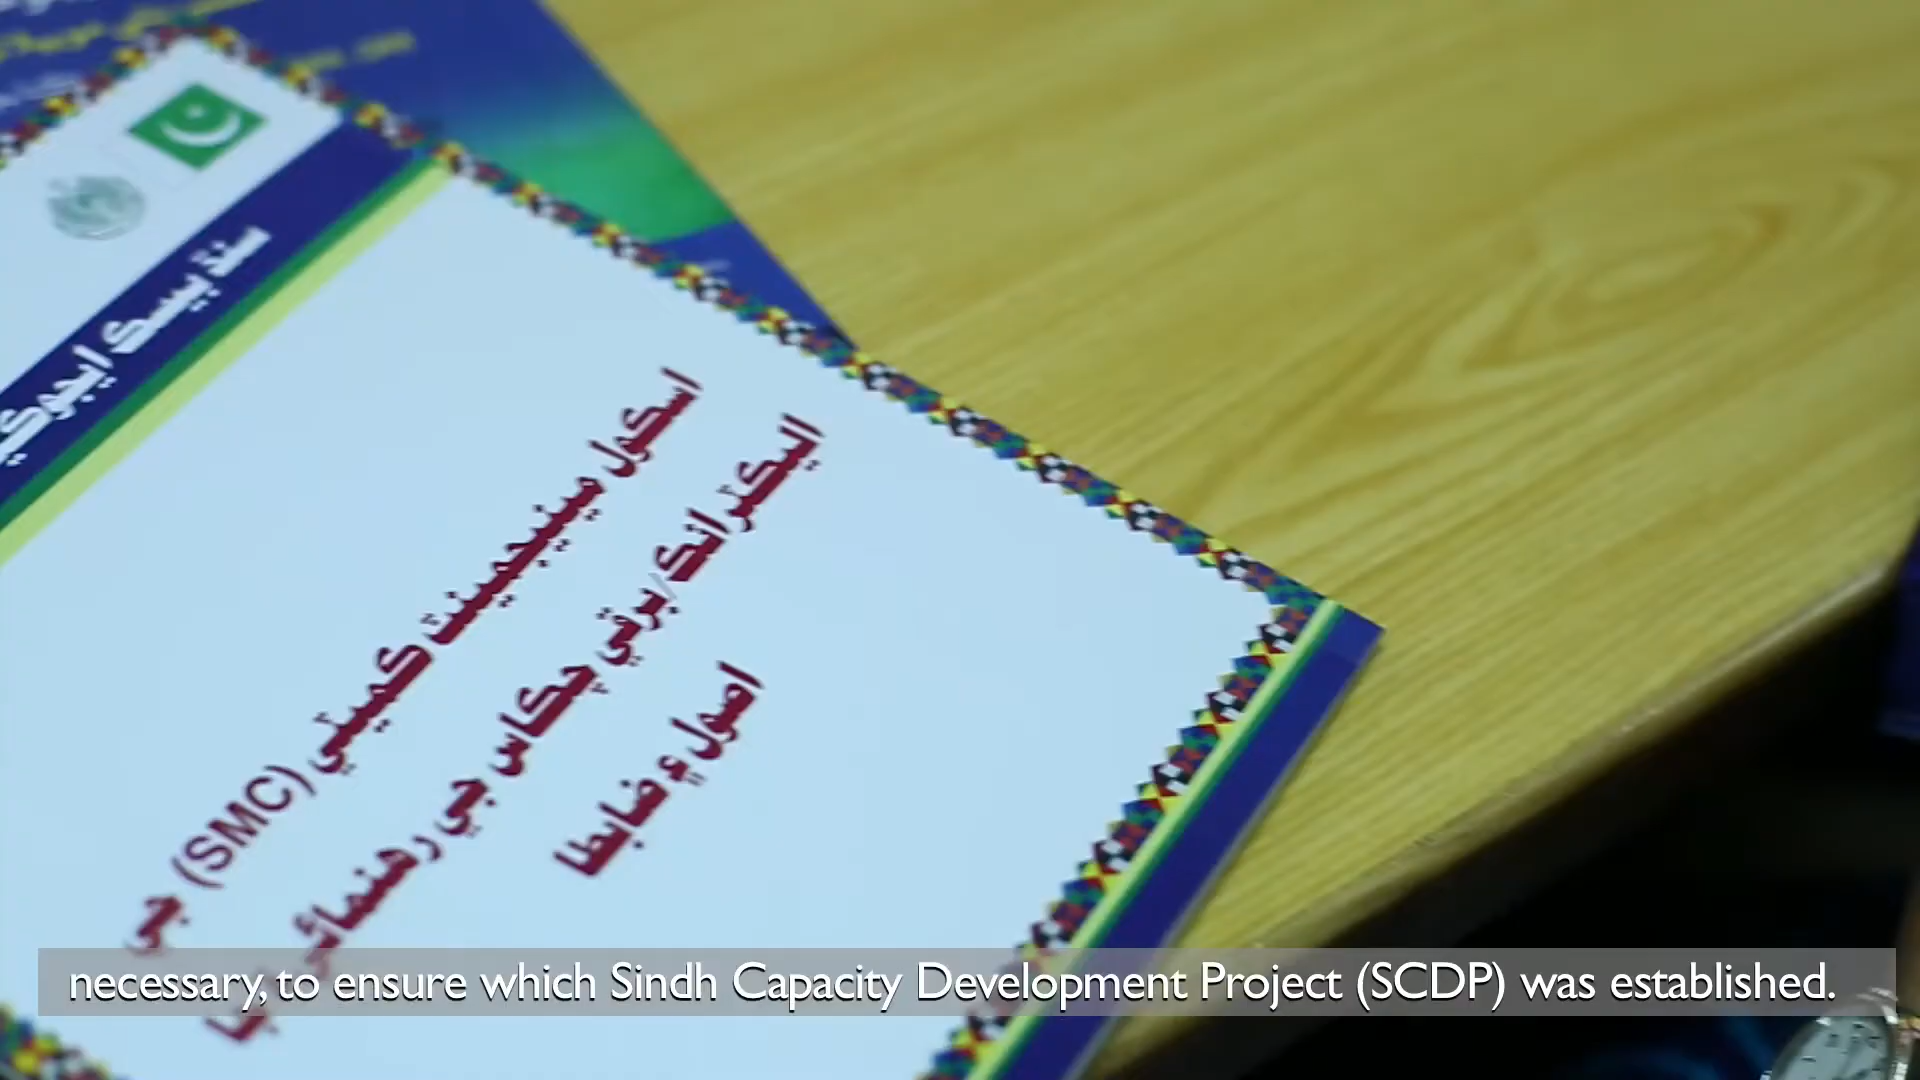 سنڌ بيسڪ ايجوڪي
اسڪول مينيجمينٽ ڪميٽي (SMC) جي
اليڪٽرانڪ/برقي چڪاس جي رهنمائي
اصول ۽ ضابطا
necessary, to ensure which Sindh Capacity Development Project (SCDP) was established.